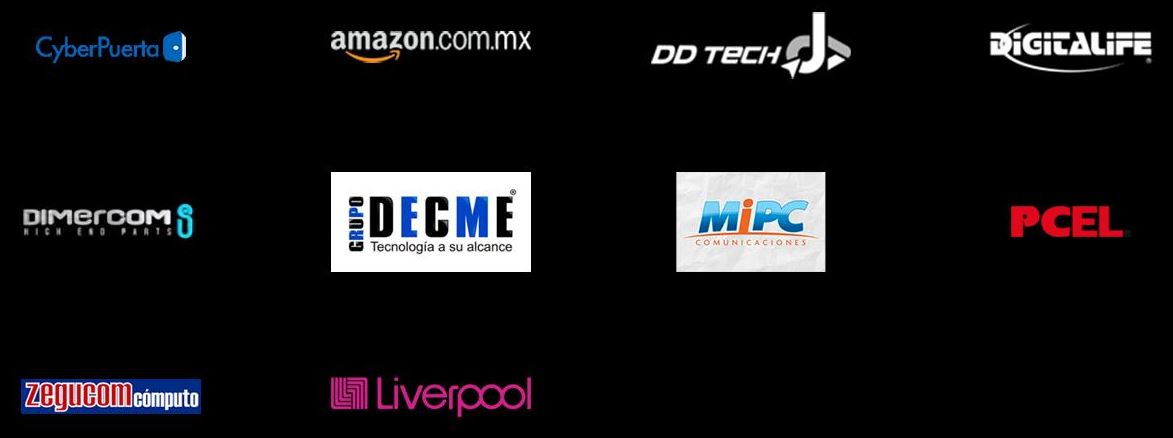 CyberPuerta
amazon.com.mx
DD TECH
DiGiTALIFE
®
DIMERCOM
HIGH END PARTS
GRUPO
DECME
®
Tecnología a su alcance
MiPC
COMUNICACIONES
PCEL
zegucom cómputo
Liverpool